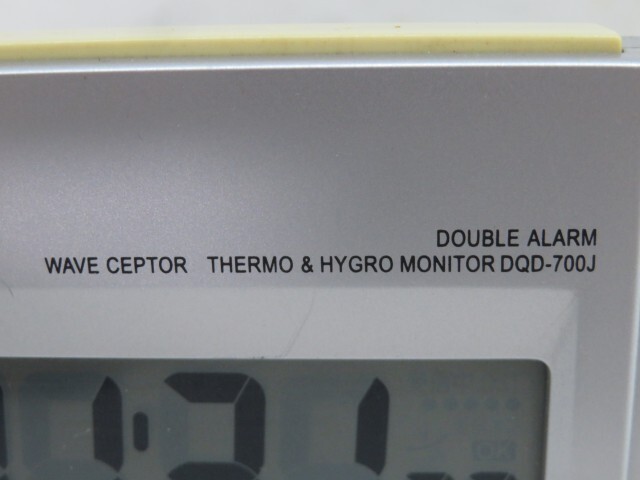 DOUBLE ALARM
WAVE CEPTOR THERMO & HYGRO MONITOR DQD-700J